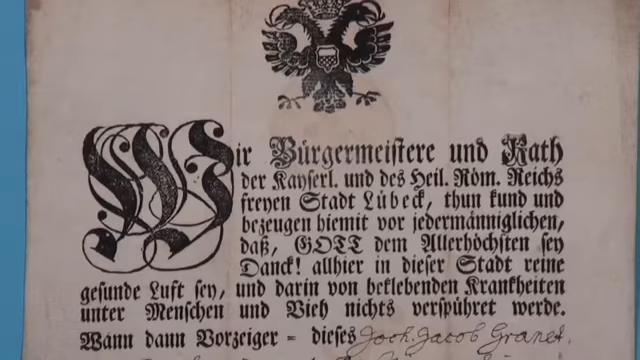 Wir Bürgermeistere und Rath
der Kayserl. und des Heil. Röm. Reichs
freyen Stadt Lübeck, thun kund und
bezeugen hiemit vor jedermänniglichen,
daß, GOTT dem Allerhöchsten sey
Danck! allhier in dieser Stadt reine
gesunde Luft sey, und darin von beklebenden Krankheiten
unter Menschen und Vieh nichts verspühret werde.
Wann dann Vorzeiger = dieses Joch. Jacob Granet.